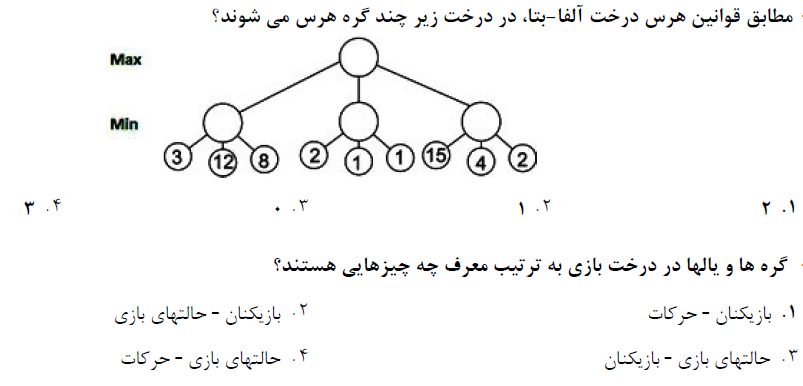 مطابق قوانین هرس درخت آلفا-بتا، در درخت زیر چند گره هرس می شوند؟
Max
Min
3 12 8 2 1 1 15 4 2
۱. ۲ ۲. ۱ ۳. ۰ ۴. ۳
گره ها و یالها در درخت بازی به ترتیب معرف چه چیزهایی هستند؟
۱. بازیکنان - حرکات ۲. بازیکنان - حالتهای بازی
۳. حالتهای بازی - بازیکنان ۴. حالتهای بازی - حرکات